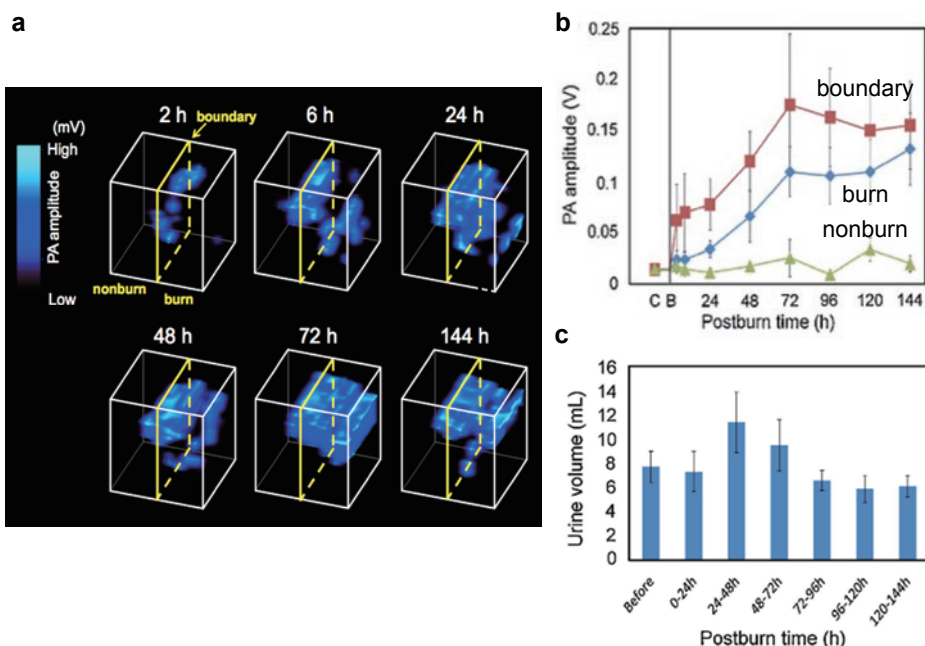 a
2 h
boundary
6 h
24 h
(mV)
High
PA amplitude
Low
nonburn
burn
48 h
72 h
144 h
b
PA amplitude (V)
0.25
0.2
0.15
0.1
0.05
0
boundary
burn
nonburn
C B 24 48 72 96 120 144
Postburn time (h)
c
Urine volume (mL)
16
14
12
10
8
6
4
2
0
Before 0-24h 24-48h 48-72h 72-96h 96-120h 120-144h
Postburn time (h)